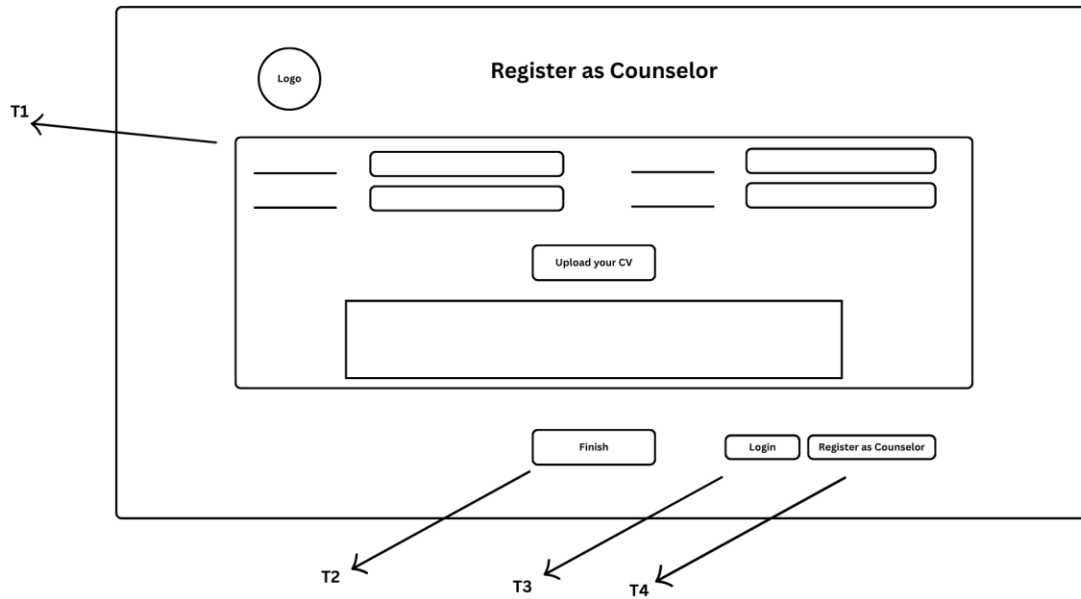 Register as Counselor
Logo
T1
Upload your CV
Finish
Login
Register as Counselor
T2
T3
T4